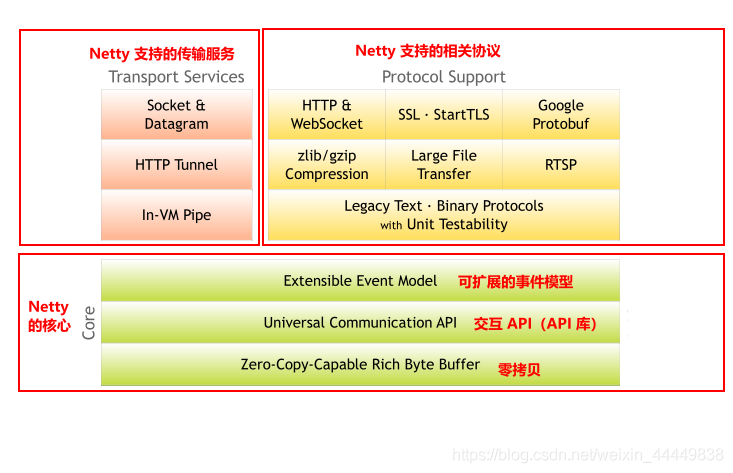 Netty 支持的传输服务
Transport Services
Socket &
Datagram
HTTP Tunnel
In-VM Pipe
Netty 支持的相关协议
Protocol Support
HTTP &
WebSocket
SSL · StartTLS
Google
Protobuf
zlib/gzip
Compression
Large File
Transfer
RTSP
Legacy Text · Binary Protocols
with Unit Testability
Netty
的核心
Core
Extensible Event Model 可扩展的事件模型
Universal Communication API 交互 API（API 库）
Zero-Copy-Capable Rich Byte Buffer 零拷贝
https://blog.csdn.net/weixin_44449838